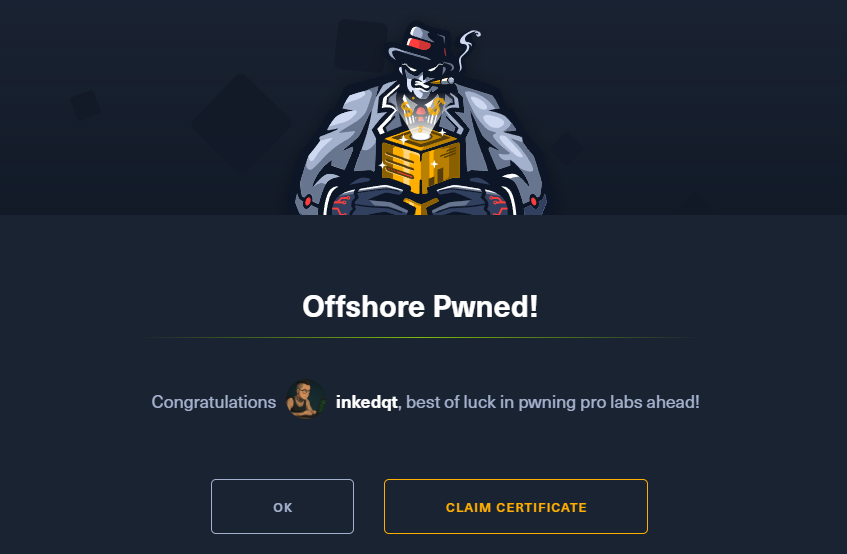 Offshore Pwned!
Congratulations inkedqt, best of luck in pwning pro labs ahead!
OK
CLAIM CERTIFICATE